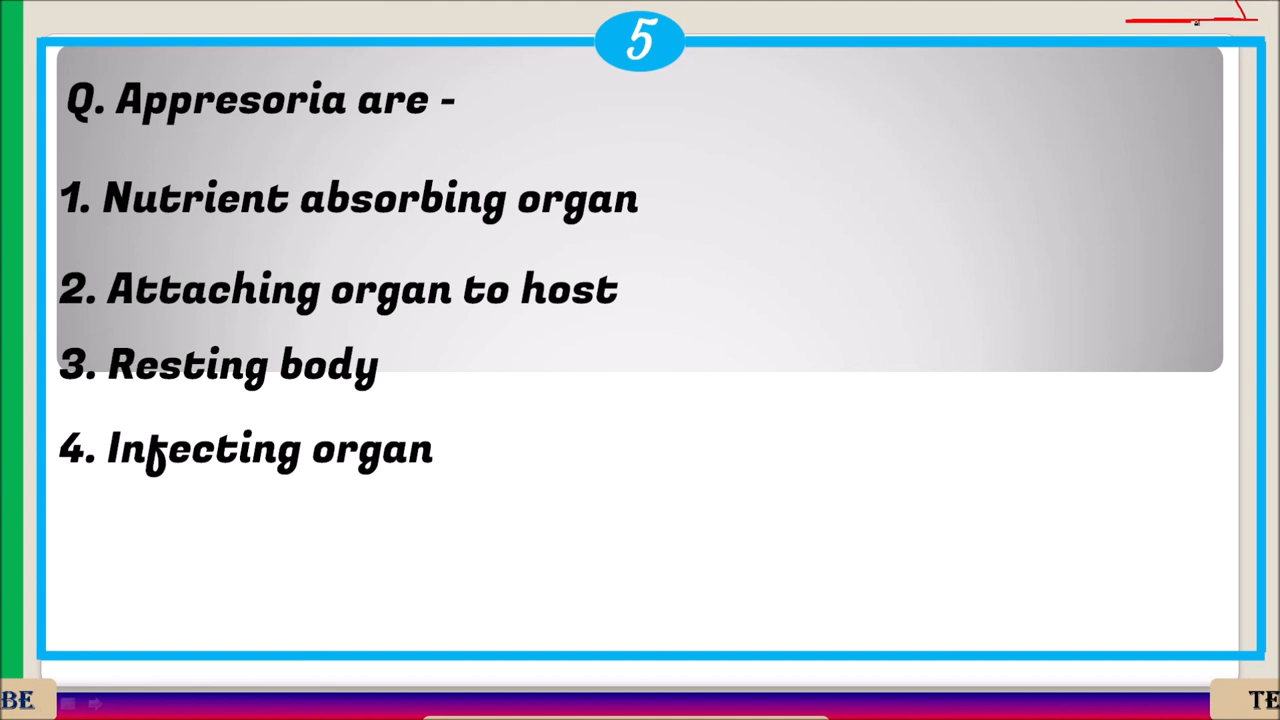 5
Q. Appresoria are -
1. Nutrient absorbing organ
2. Attaching organ to host
3. Resting body
4. Infecting organ
BE
TE